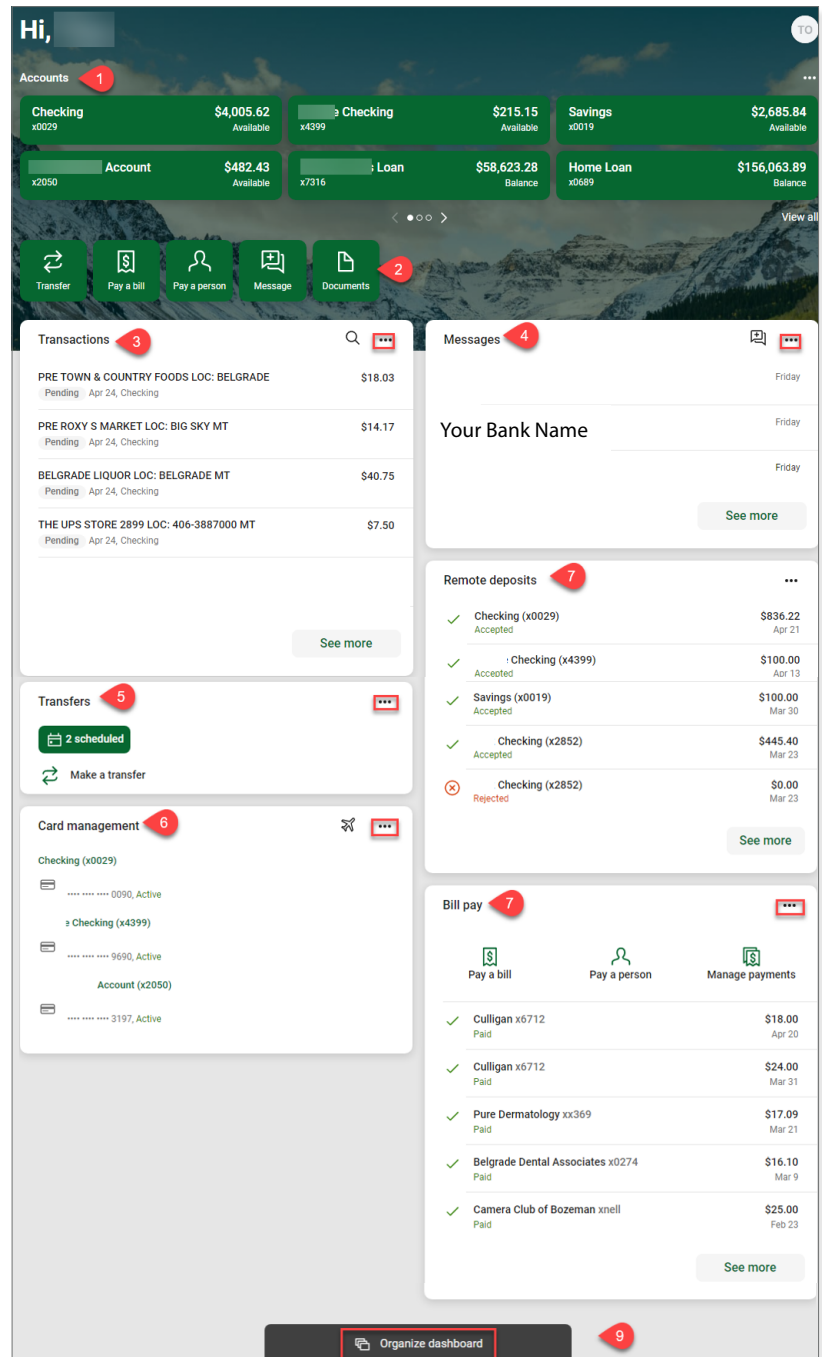 Hi,
TO
Accounts 1
Checking $4,005.62
x0029 Available
e Checking $215.15
x4399 Available
Savings $2,685.84
x0019 Available
Account $482.43
x2050 Available
s Loan $58,623.28
x7316 Balance
Home Loan $156,063.89
x0689 Balance
View all
Transfer
Pay a bill
Pay a person
Message
Documents
2
Transactions 3
PRE TOWN & COUNTRY FOODS LOC: BELGRADE $18.03
Pending Apr 24, Checking
PRE ROXY S MARKET LOC: BIG SKY MT $14.17
Pending Apr 24, Checking
BELGRADE LIQUOR LOC: BELGRADE MT $40.75
Pending Apr 24, Checking
THE UPS STORE 2899 LOC: 406-3887000 MT $7.50
Pending Apr 24, Checking
See more
Messages 4
Friday
Your Bank Name Friday
Friday
See more
Transfers 5
2 scheduled
Make a transfer
Card management 6
Checking (x0029)
•••• •••• •••• 0090, Active
e Checking (x4399)
•••• •••• •••• 9690, Active
Account (x2050)
•••• •••• •••• 3197, Active
Remote deposits 7
Checking (x0029) $836.22
Accepted Apr 21
Checking (x4399) $100.00
Accepted Apr 13
Savings (x0019) $100.00
Accepted Mar 30
Checking (x2852) $445.40
Accepted Mar 23
Checking (x2852) $0.00
Rejected Mar 23
See more
Bill pay 7
Pay a bill
Pay a person
Manage payments
Culligan x6712 $18.00
Paid Apr 20
Culligan x6712 $24.00
Paid Mar 31
Pure Dermatology xx369 $17.09
Paid Mar 21
Belgrade Dental Associates x0274 $16.10
Paid Mar 9
Camera Club of Bozeman xnell $25.00
Paid Feb 23
See more
Organize dashboard 9